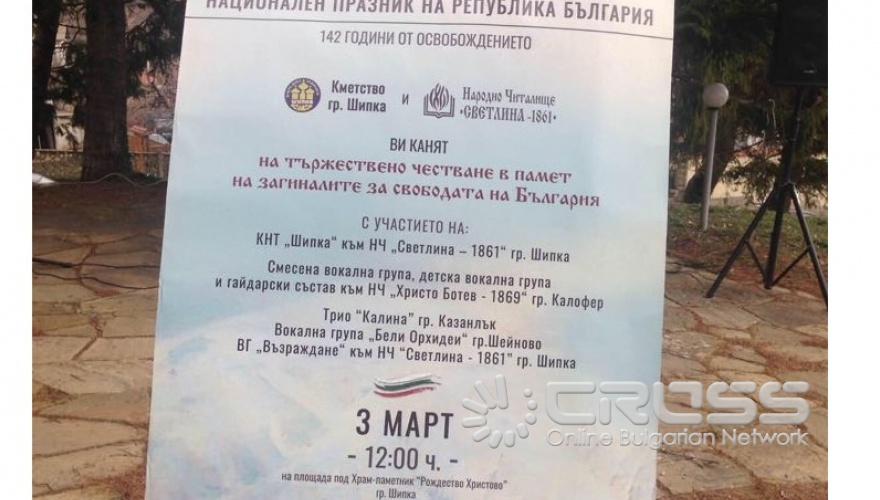 НАЦИОНАЛЕН ПРАЗНИК НА РЕПУБЛИКА БЪЛГАРИЯ
142 ГОДИНИ ОТ ОСВОБОЖДЕНИЕТО
Кметство
гр. Шипка
и
Народно Читалище
"СВЕТЛИНА -1861"
ВИ КАНЯТ
на тържествено честване в памет
на загиналите за свободата на България
С УЧАСТИЕТО НА:
КНТ „Шипка“ към НЧ „Светлина – 1861“ гр. Шипка
Смесена вокална група, детска вокална група
и гайдарски състав към НЧ „Христо Ботев - 1869“ гр. Калофер
Трио “Калина” гр. Казанлък
Вокална група „Бели Орхидеи“ гр.Шейново
ВГ „Възраждане“ към НЧ “Светлина - 1861” гр. Шипка
3 МАРТ
- 12:00 ч. -
на площада под Храм-паметник "Рождество Христово"
гр. Шипка
CROSS
Online Bulgarian Network